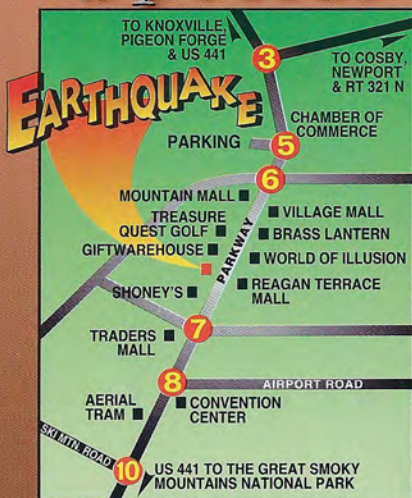 TO KNOXVILLE,
PIGEON FORGE
& US 441
3
TO COSBY,
NEWPORT
& RT 321 N
EARTHQUAKE
CHAMBER OF
COMMERCE
PARKING
5
6
MOUNTAIN MALL
TREASURE
QUEST GOLF
GIFTWAREHOUSE
VILLAGE MALL
BRASS LANTERN
WORLD OF ILLUSION
PARKWAY
SHONEY'S
REAGAN TERRACE
MALL
7
TRADERS
MALL
8
AIRPORT ROAD
AERIAL
TRAM
CONVENTION
CENTER
SKI MTN. ROAD
10
US 441 TO THE GREAT SMOKY
MOUNTAINS NATIONAL PARK